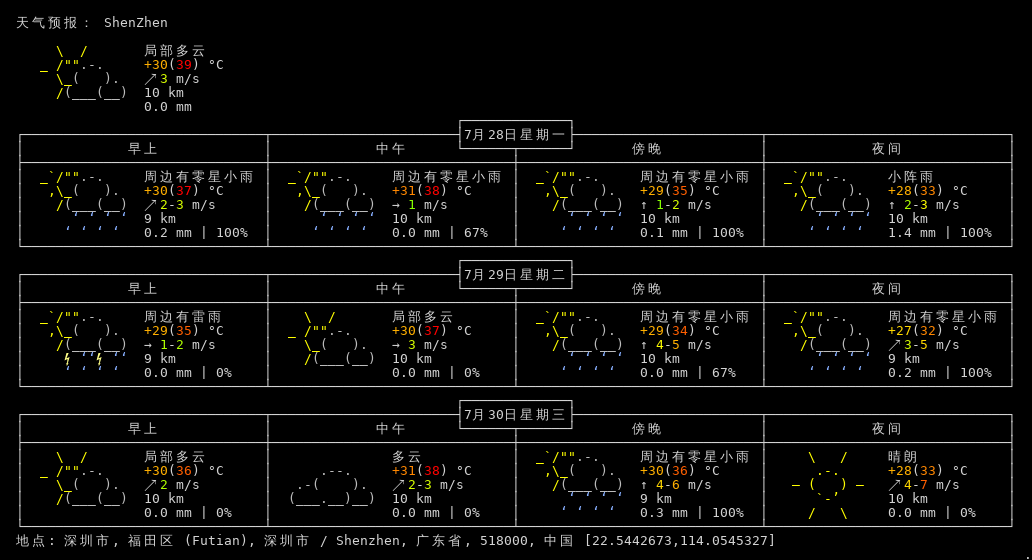 天气预报： ShenZhen
局部多云
+30(39) °C
↗3 m/s
10 km
0.0 mm
7月28日星期一
早上 中午 傍晚 夜间
周边有零星小雨 周边有零星小雨 周边有零星小雨 小阵雨
+30(37) °C +31(38) °C +29(35) °C +28(33) °C
↗2-3 m/s → 1 m/s ↑ 1-2 m/s ↑ 2-3 m/s
9 km 10 km 10 km 10 km
0.2 mm | 100% 0.0 mm | 67% 0.1 mm | 100% 1.4 mm | 100%
7月29日星期二
早上 中午 傍晚 夜间
周边有雷雨 局部多云 周边有零星小雨 周边有零星小雨
+29(35) °C +30(37) °C +29(34) °C +27(32) °C
→ 1-2 m/s → 3 m/s ↑ 4-5 m/s ↗3-5 m/s
9 km 10 km 10 km 9 km
0.0 mm | 0% 0.0 mm | 0% 0.0 mm | 67% 0.2 mm | 100%
7月30日星期三
早上 中午 傍晚 夜间
局部多云 多云 周边有零星小雨 晴朗
+30(36) °C +31(38) °C +30(36) °C +28(33) °C
↗2 m/s ↗2-3 m/s ↑ 4-6 m/s ↗4-7 m/s
10 km 10 km 9 km 10 km
0.0 mm | 0% 0.0 mm | 0% 0.3 mm | 100% 0.0 mm | 0%
地点: 深圳市, 福田区 (Futian), 深圳市 / Shenzhen, 广东省, 518000, 中国 [22.5442673,114.0545327]